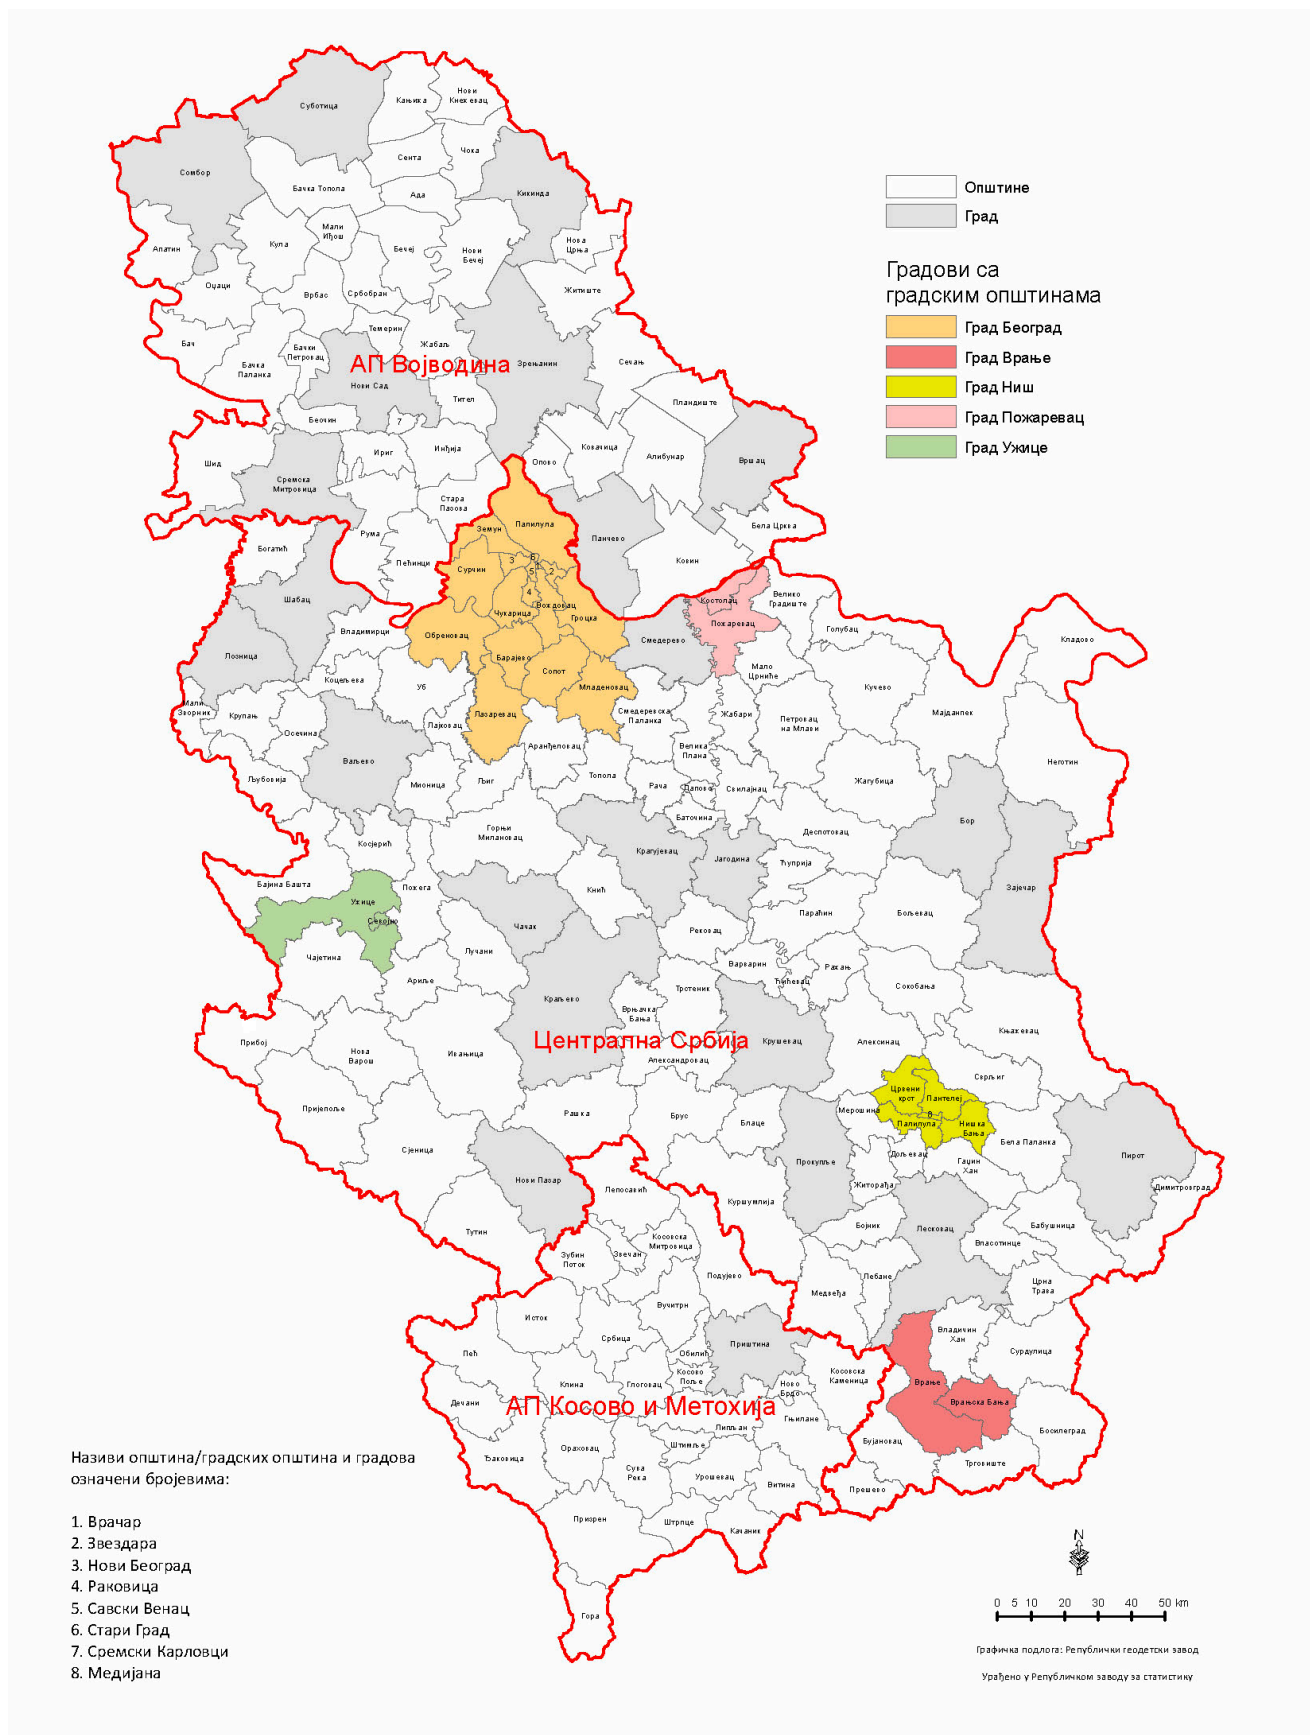 Суботица
Кањижа
Нови
Кнежевац
Сомбор
Сента
Чока
Бачка Топола
Ада
Кикинда
Апатин
Кула
Мали
Иђош
Бечеј
Нови
Бечеј
Нова
Црња
Оџаци
Врбас
Србобран
Житиште
Бач
Бачка
Паланка
Бачки
Петровац
Темерин
Жабаљ
АП Војводина
Зрењанин
Сечањ
Нови Сад
Тител
Пландиште
Беочин
7
Шид
Сремска
Митровица
Ириг
Инђија
Опово
Ковачица
Алибунар
Вршац
Стара
Пазова
Рума
Пећинци
Панчево
Бела Црква
Ковин
Општине
Град
Градови са
градским општинама
Град Београд
Град Врање
Град Ниш
Град Пожаревац
Град Ужице
Богатић
Шабац
Лозница
Владимирци
Земун
Палилула
Сурчин
3
6
1
5
2
4
Чукарица
Вождовац
Гроцка
Обреновац
Барајево
Сопот
Младеновац
Лазаревац
Смедерево
Костолац
Пожаревац
Велико
Градиште
Голубац
Кладово
Мало
Црниће
Кучево
Мајданпек
Неготин
Мали
Зворник
Крупањ
Коцељева
Уб
Осечина
Лајковац
Љубовија
Ваљево
Мионица
Љиг
Аранђеловац
Топола
Смедеревска
Паланка
Велика
Плана
Жабари
Петровац
на Млави
Жагубица
Рача
Лапово
Свилајнац
Баточина
Бор
Деспотовац
Косјерић
Горњи
Милановац
Крагујевац
Јагодина
Ћуприја
Зајечар
Бајина Башта
Ужице
Севојно
Пожега
Кнић
Чачак
Параћин
Бољевац
Рековац
Чајетина
Лучани
Ариље
Варварин
Ћићевац
Ражањ
Сокобања
Краљево
Врњачка
Бања
Трстеник
Књажевац
Прибој
Нова
Варош
Ивањица
Централна Србија
Крушевац
Александровац
Алексинац
Сврљиг
Пријепоље
Рашка
Брус
Блаце
Мерошина
Црвени
крст
Пантелеј
8
Палилула
Нишка
Бања
Бела Паланка
Пирот
Димитровград
Сјеница
Нови Пазар
Прокупље
Дољевац
Гаџин
Хан
Житорађа
Тутин
Куршумлија
Бојник
Лесковац
Власотинце
Бабушница
Лепосавић
Зубин
Поток
Звечан
Косовска
Митровица
Подујево
Медвеђа
Лебане
Црна
Трава
Вучитрн
Исток
Србица
Обилић
Приштина
Владичин
Хан
Сурдулица
Пећ
Клина
Глоговац
Косово
Поље
Ново
Брдо
Косовска
Каменица
Врање
Врањска Бања
Дечани
АП Косово и Метохија
Гњилане
Липљан
Босилеград
Бујановац
Трговиште
Ђаковица
Ораховац
Штимље
Сува
Река
Урошевац
Витина
Прешево
Призрен
Штрпце
Качаник
Гора
Називи општина/градских општина и градова
означени бројевима:
1. Врачар
2. Звездара
3. Нови Београд
4. Раковица
5. Савски Венац
6. Стари Град
7. Сремски Карловци
8. Медијана
N
0 5 10 20 30 40 50 km
Графичка подлога: Републички геодетски завод
Урађено у Републичком заводу за статистику